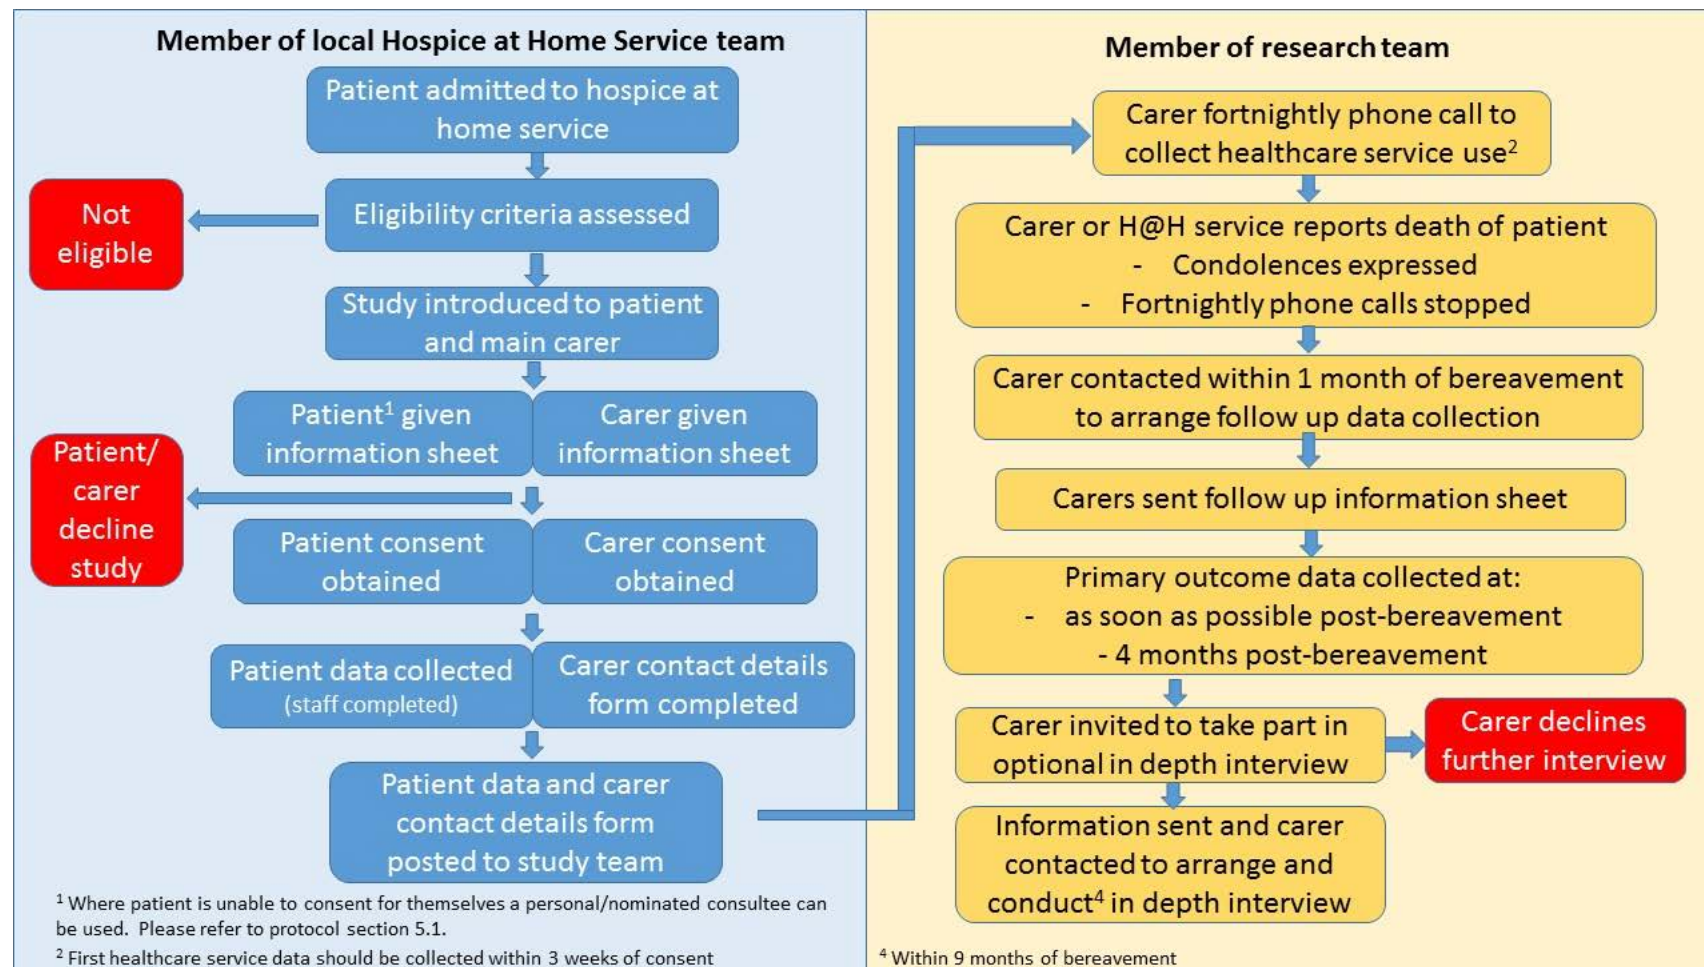 Member of local Hospice at Home Service team
Patient admitted to hospice at
home service
Not
eligible
Eligibility criteria assessed
Study introduced to patient
and main carer
Patient¹ given
information sheet
Carer given
information sheet
Patient/
carer
decline
study
Patient consent
obtained
Carer consent
obtained
Patient data collected
(staff completed)
Carer contact details
form completed
Patient data and carer
contact details form
posted to study team
¹ Where patient is unable to consent for themselves a personal/nominated consultee can
be used. Please refer to protocol section 5.1.
² First healthcare service data should be collected within 3 weeks of consent
Member of research team
Carer fortnightly phone call to
collect healthcare service use²
Carer or H@H service reports death of patient
- Condolences expressed
- Fortnightly phone calls stopped
Carer contacted within 1 month of bereavement
to arrange follow up data collection
Carers sent follow up information sheet
Primary outcome data collected at:
- as soon as possible post-bereavement
- 4 months post-bereavement
Carer invited to take part in
optional in depth interview
Carer declines
further interview
Information sent and carer
contacted to arrange and
conduct⁴ in depth interview
⁴ Within 9 months of bereavement